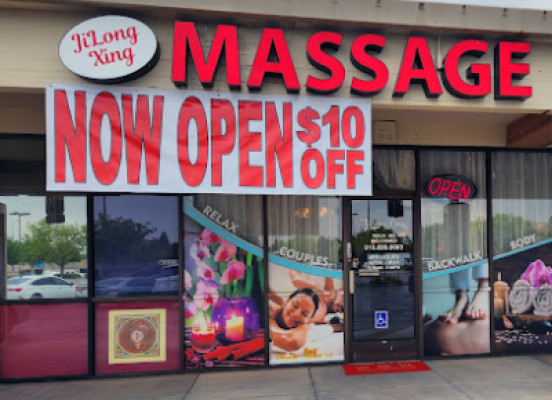 JiLong
Xing
MASSAGE
NOW OPEN $10 OFF
OPEN
RELAX
COUPLES
BACKWALK
BODY